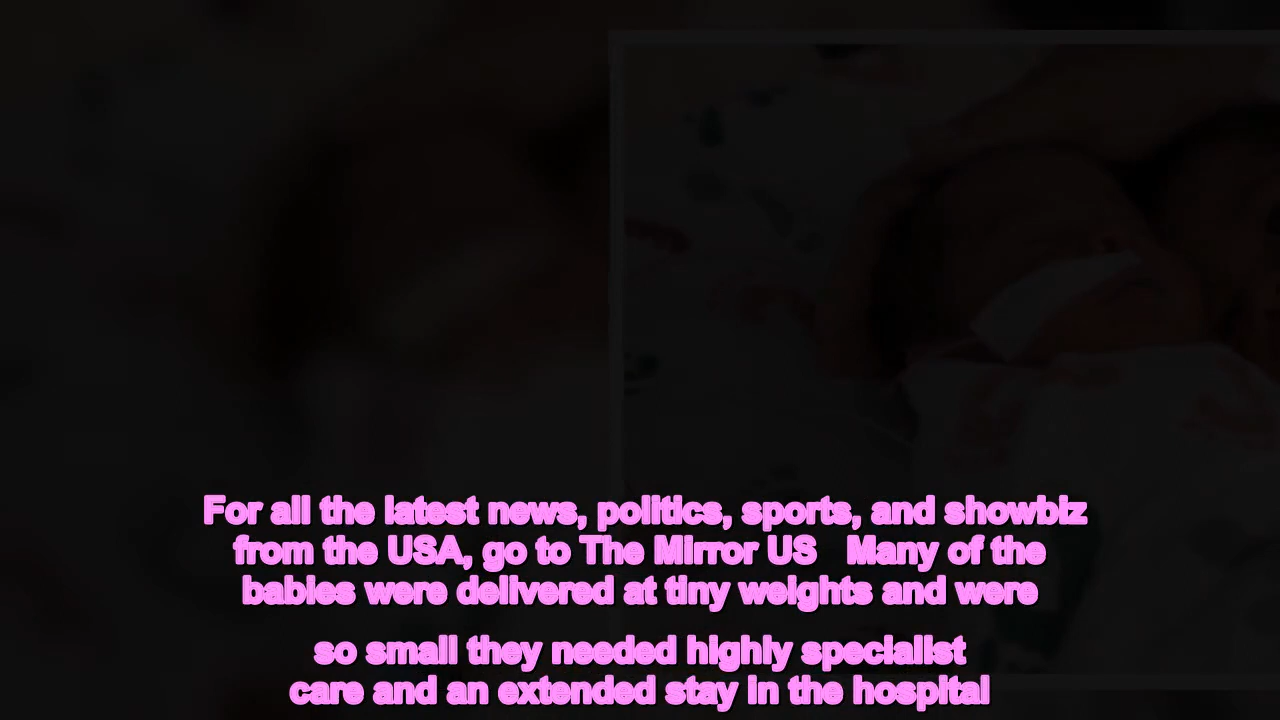 For all the latest news, politics, sports, and showbiz
from the USA, go to The Mirror US   Many of the
babies were delivered at tiny weights and were
so small they needed highly specialist
care and an extended stay in the hospital